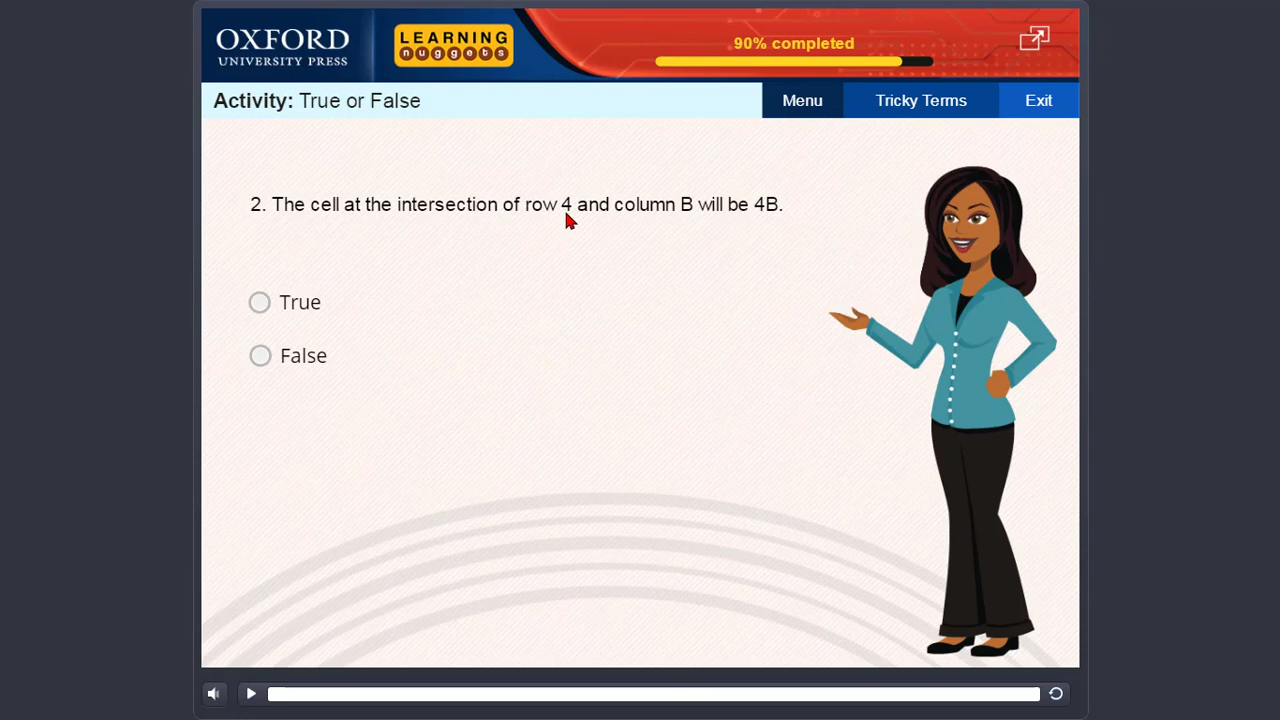 OXFORD
UNIVERSITY PRESS
LEARNING
nuggets
90% completed
Activity: True or False
Menu
Tricky Terms
Exit
2. The cell at the intersection of row 4 and column B will be 4B.
True
False